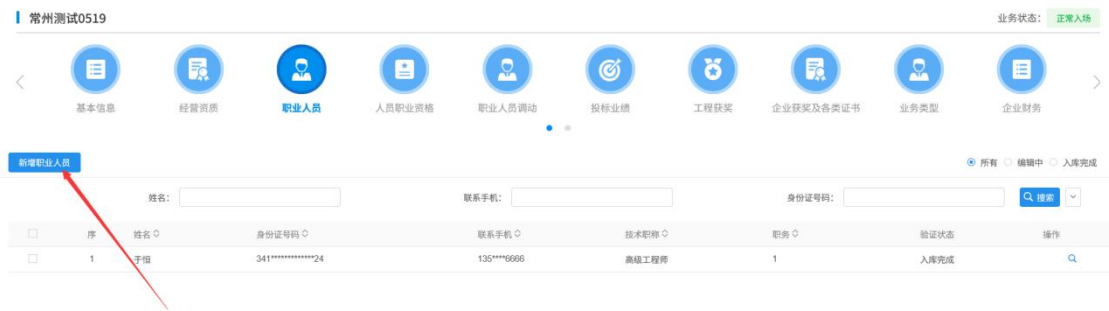 常州测试0519 业务状态: 正常入场
基本信息 经营资质 职业人员 人员职业资格 职业人员调动 投标业绩 工程获奖 企业获奖及各类证书 业务类型 企业财务
新增职业人员 所有 编辑中 入库完成
姓名: 联系手机: 身份证号码: 搜索
序 姓名 身份证号码 联系手机 技术职称 职务 验证状态 操作
1 于恒 341*************24 135****6666 高级工程师 1 入库完成